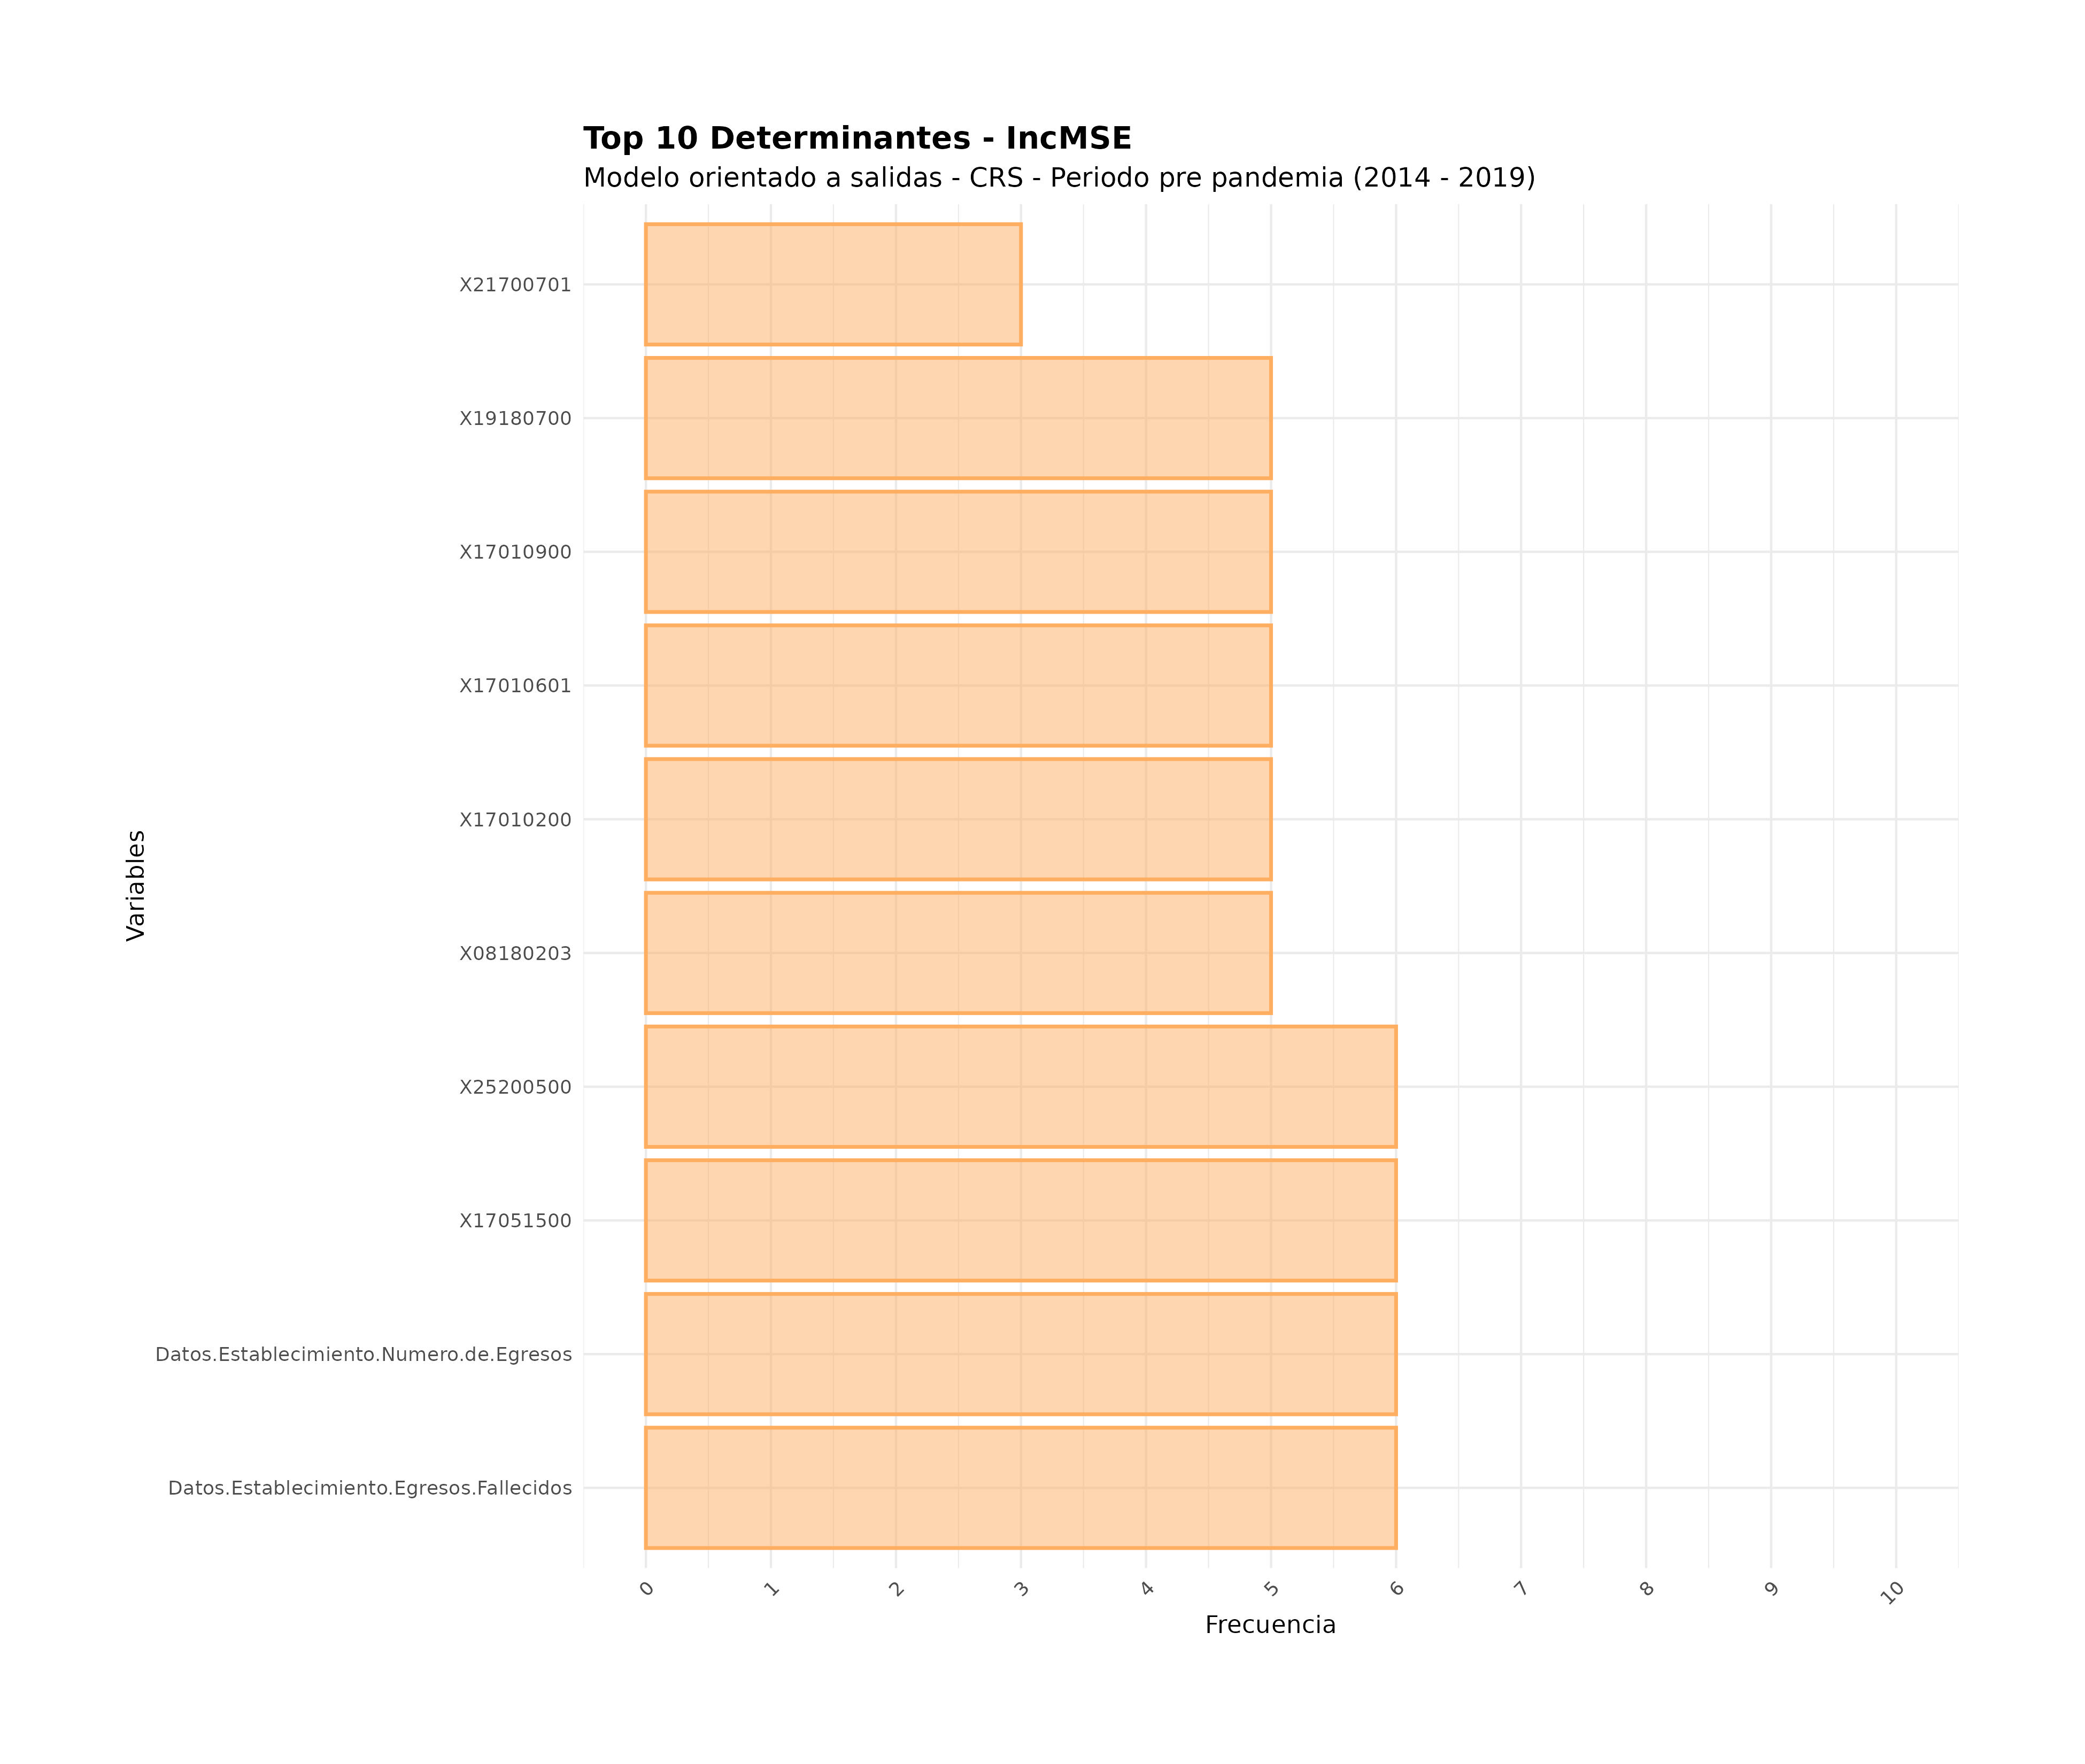 Top 10 Determinantes - IncMSE
Modelo orientado a salidas - CRS - Periodo pre pandemia (2014 - 2019)
Variables
X21700701
X19180700
X17010900
X17010601
X17010200
X08180203
X25200500
X17051500
Datos.Establecimiento.Numero.de.Egresos
Datos.Establecimiento.Egresos.Fallecidos
0 1 2 3 4 5 6 7 8 9 10
Frecuencia